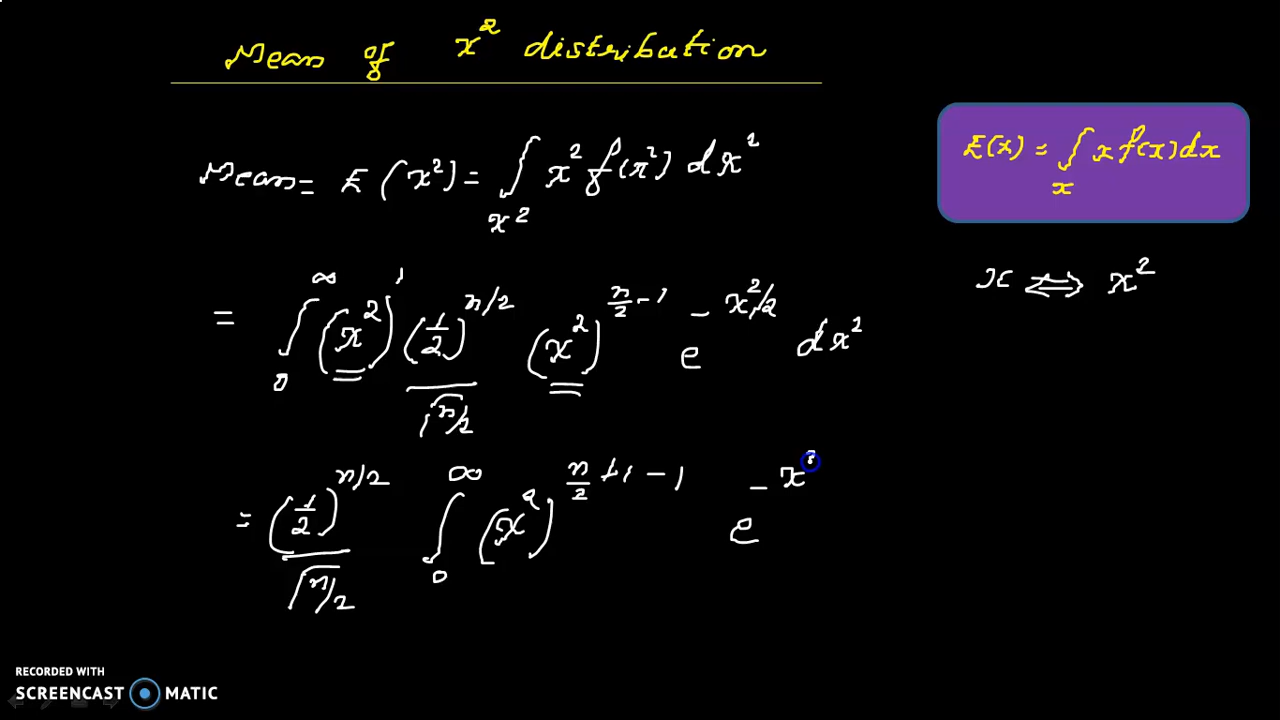 Mean of x² distribution
E(x) = ∫ₓ x f(x) dx
Mean = E (x²) = ∫ₓ² x² f(x²) dx²
x ⟺ x²
= ∫₀^∞ (x²)¹ (1/2)^(n/2) / Γn/2 (x²)^(n/2 - 1) e^(-x²/2) dx²
= (1/2)^(n/2) / Γn/2 ∫₀^∞ (x²)^(n/2 + 1 - 1) e^(-x²
RECORDED WITH
SCREENCAST MATIC